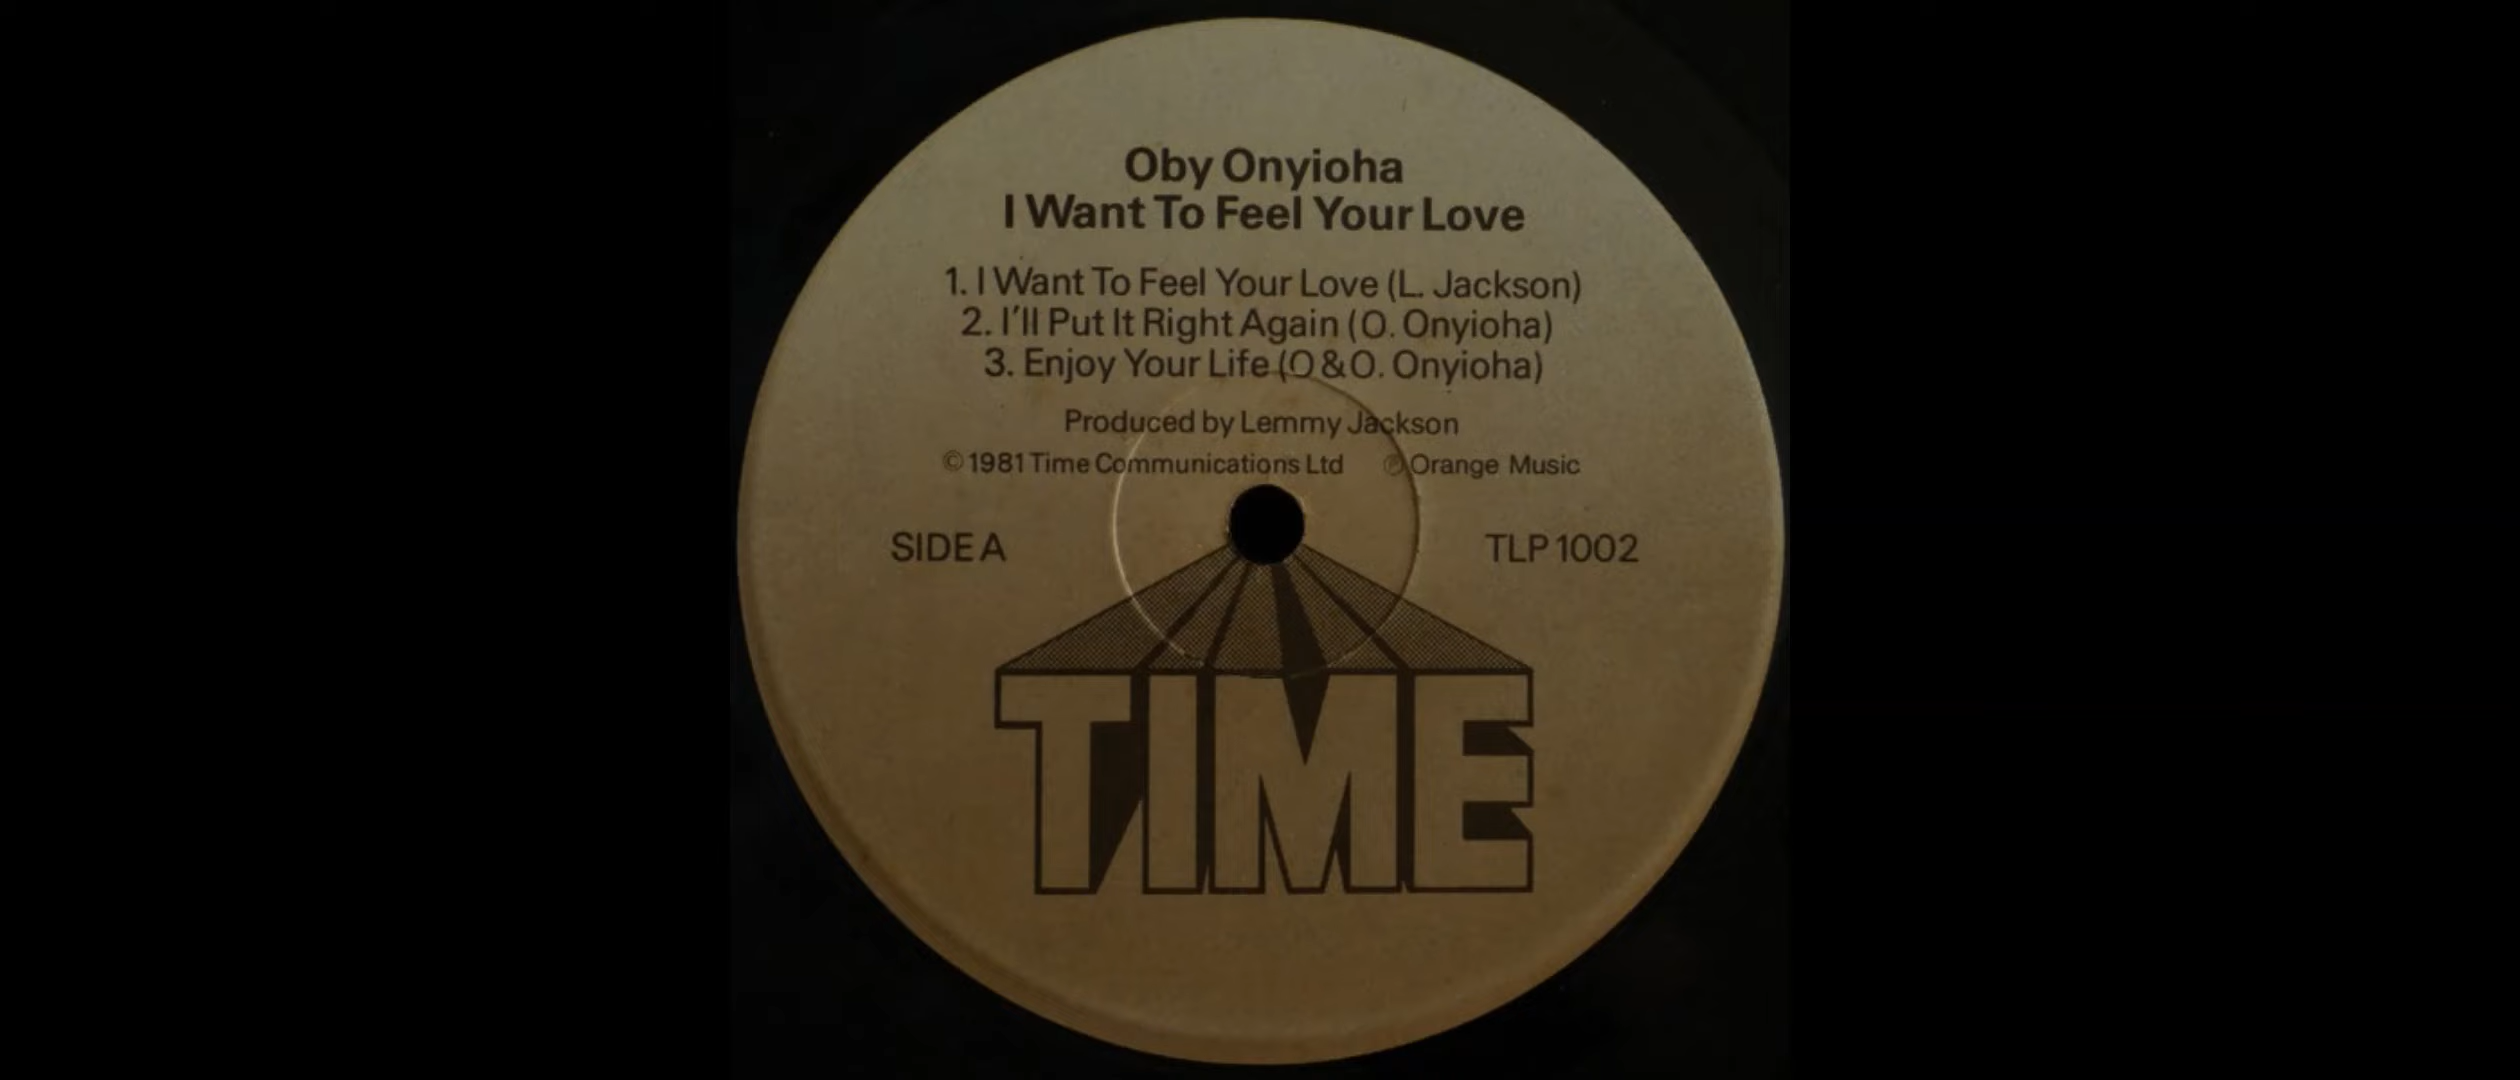 Oby Onyioha
I Want To Feel Your Love
1. I Want To Feel Your Love (L. Jackson)
2. I'll Put It Right Again (O. Onyioha)
3. Enjoy Your Life (O & O. Onyioha)
Produced by Lemmy Jackson
© 1981 Time Communications Ltd ℗ Orange Music
SIDE A TLP 1002
TIME